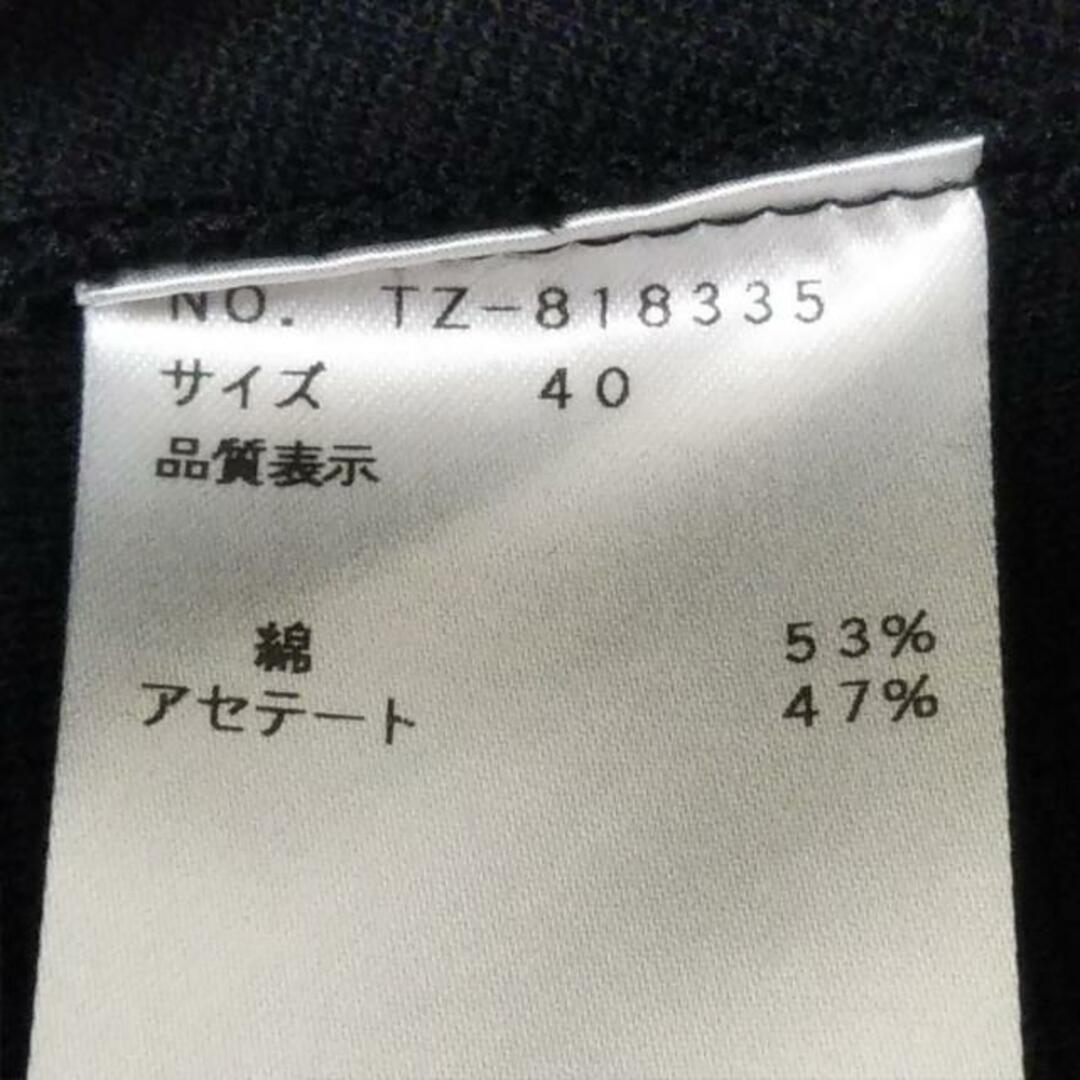 NO. TZ-818335
サイズ 40
品質表示
綿 53%
アセテート 47%